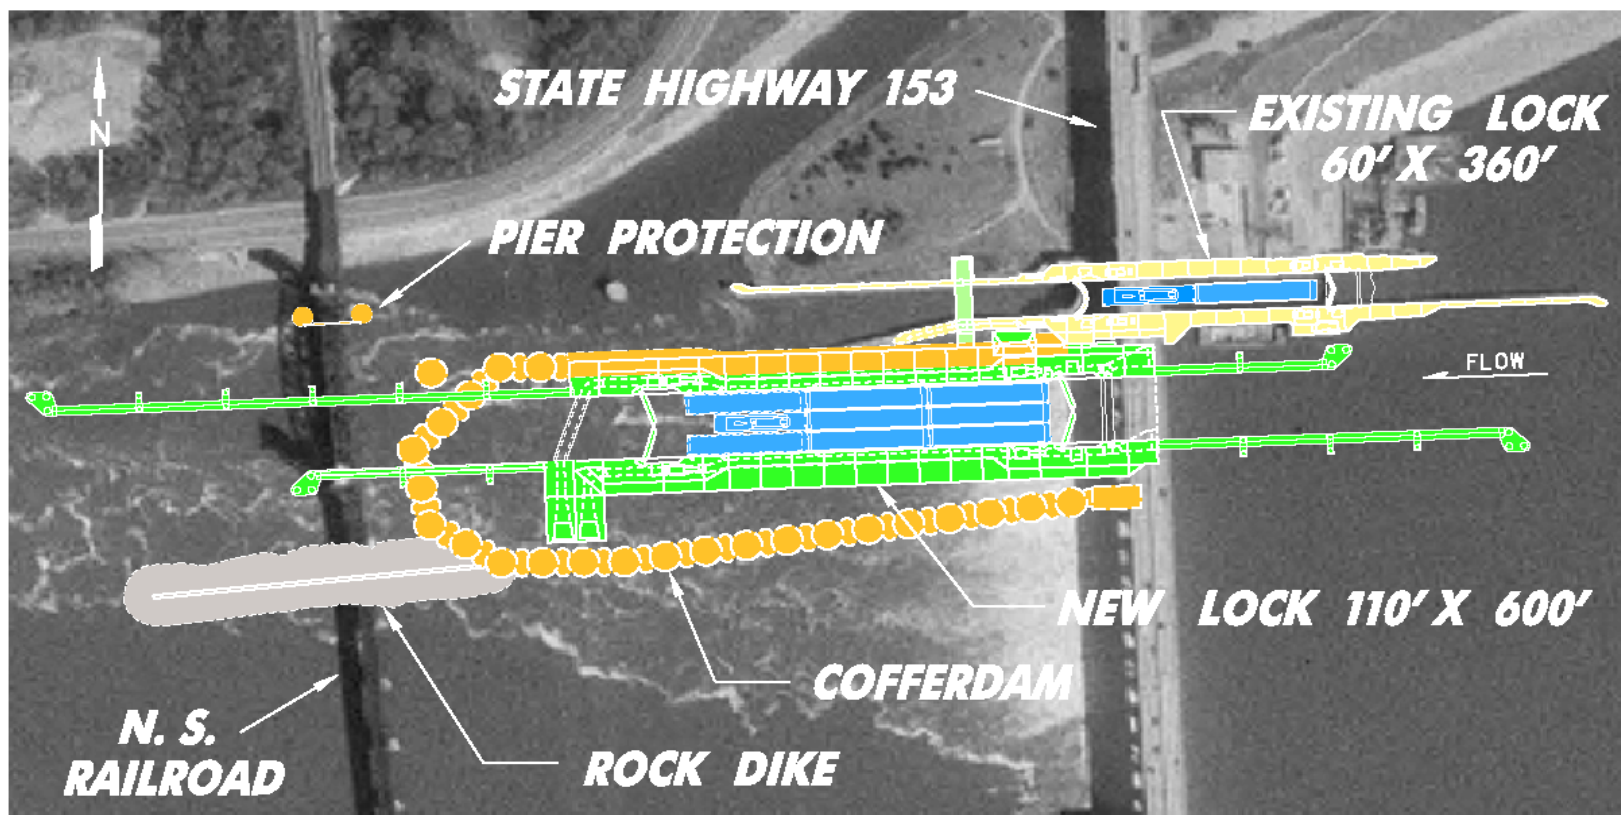 STATE HIGHWAY 153
EXISTING LOCK
60' X 360'
N
PIER PROTECTION
FLOW
NEW LOCK 110' X 600'
COFFERDAM
N. S.
RAILROAD
ROCK DIKE